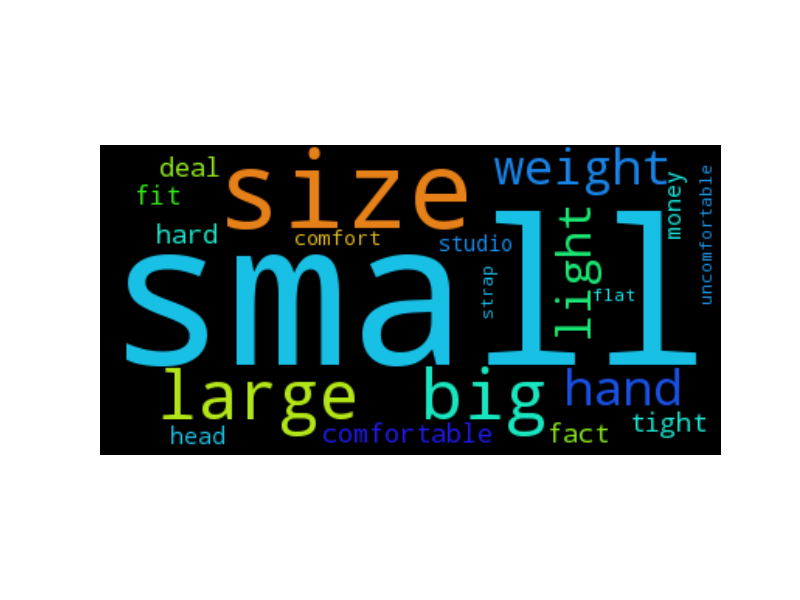 deal
size
weight
fit
money
uncomfortable
hard
comfort
studio
light
small
strap
flat
large
big
hand
head
comfortable
fact
tight